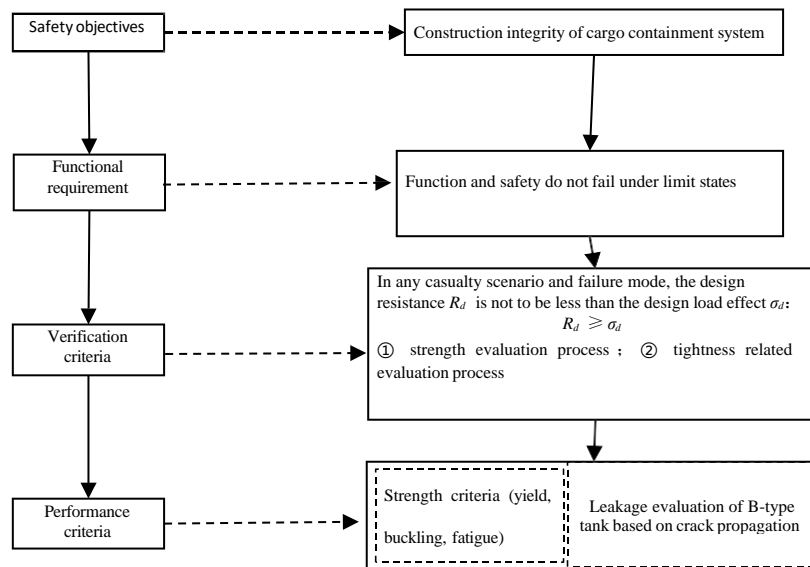 Safety objectives
Construction integrity of cargo containment system
Functional
requirement
Function and safety do not fail under limit states
In any casualty scenario and failure mode, the design
resistance Rd is not to be less than the design load effect σd：
Rd ≥ σd
① strength evaluation process； ② tightness related
evaluation process
Verification
criteria
Performance
criteria
Strength criteria (yield,
buckling, fatigue)
Leakage evaluation of B-type
tank based on crack propagation